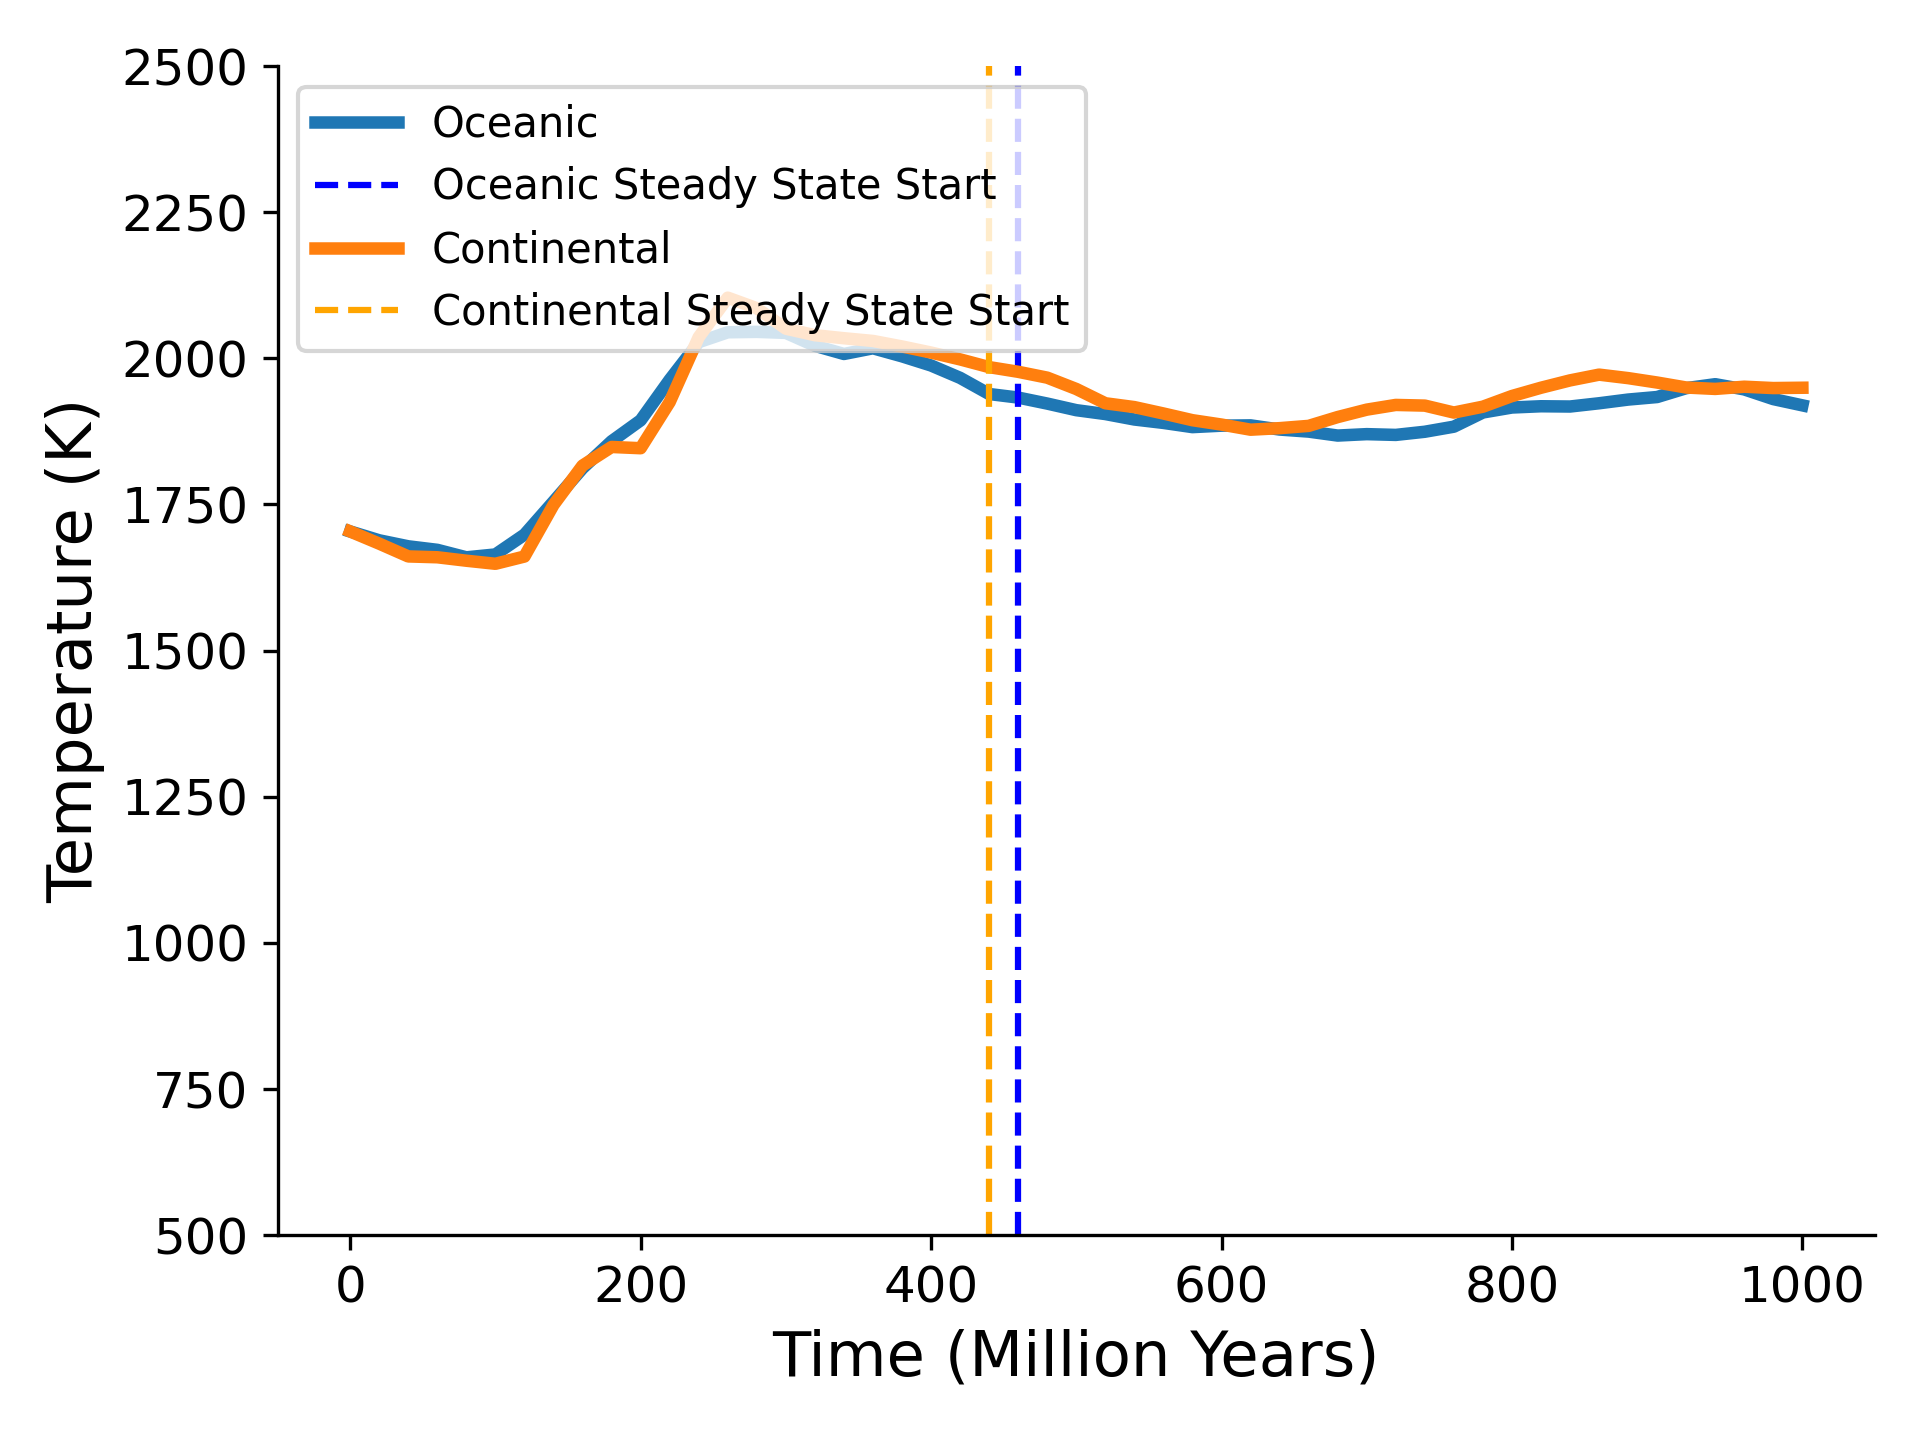 2500
2250
2000
1750
1500
1250
1000
750
500
Temperature (K)
Oceanic
Oceanic Steady State Start
Continental
Continental Steady State Start
0 200 400 600 800 1000
Time (Million Years)